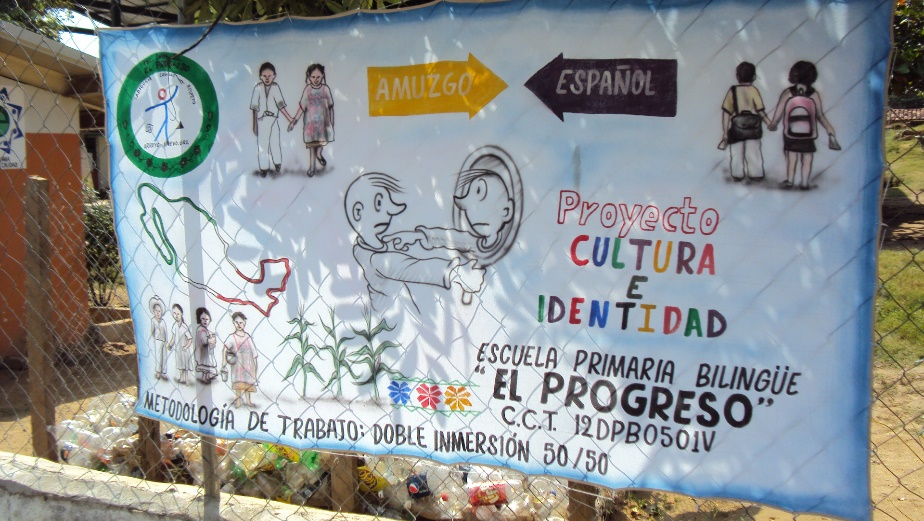 AMUZGO
ESPAÑOL
Proyecto
CULTURA
E
IDENTIDAD
ESCUELA PRIMARIA BILINGÜE
"EL PROGRESO"
C.C.T. 12DPB0501V
METODOLOGÍA DE TRABAJO: DOBLE INMERSIÓN 50/50